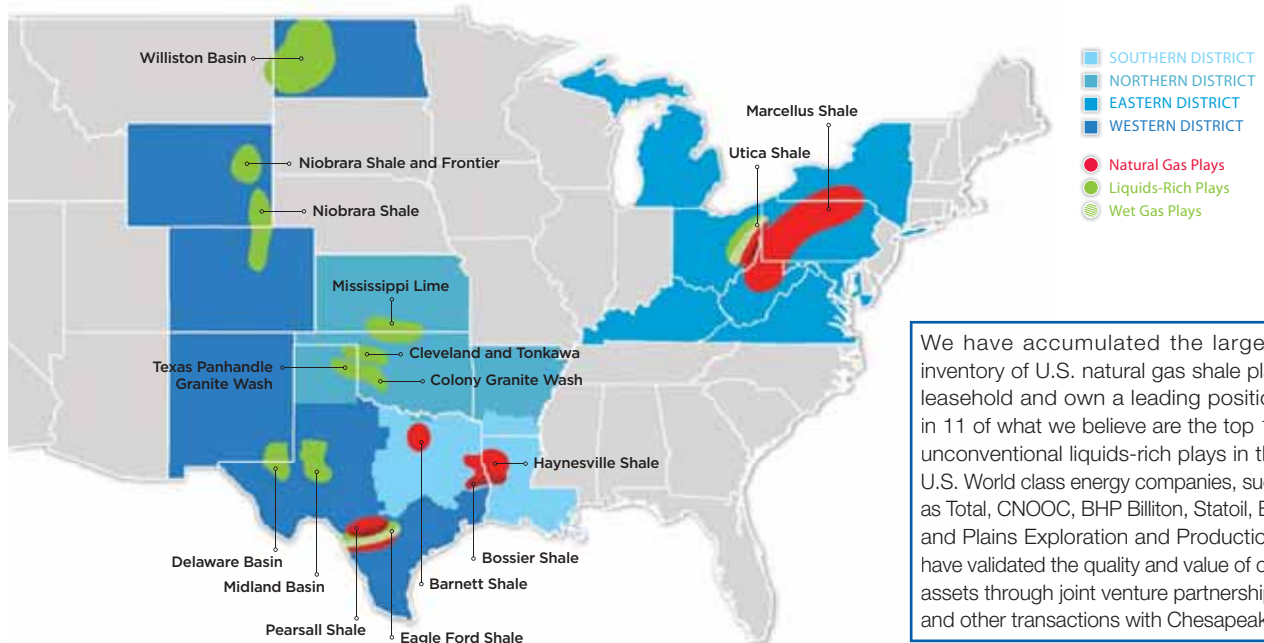 Williston Basin
Marcellus Shale
Utica Shale
Niobrara Shale and Frontier
Niobrara Shale
Mississippi Lime
Cleveland and Tonkawa
Texas Panhandle
Granite Wash
Colony Granite Wash
Haynesville Shale
Delaware Basin
Midland Basin
Bossier Shale
Barnett Shale
Pearsall Shale
Eagle Ford Shale
SOUTHERN DISTRICT
NORTHERN DISTRICT
EASTERN DISTRICT
WESTERN DISTRICT
Natural Gas Plays
Liquids-Rich Plays
Wet Gas Plays
We have accumulated the large
inventory of U.S. natural gas shale pla
leasehold and own a leading positio
in 11 of what we believe are the top 1
unconventional liquids-rich plays in th
U.S. World class energy companies, suc
as Total, CNOOC, BHP Billiton, Statoil, B
and Plains Exploration and Productio
have validated the quality and value of o
assets through joint venture partnership
and other transactions with Chesapeak